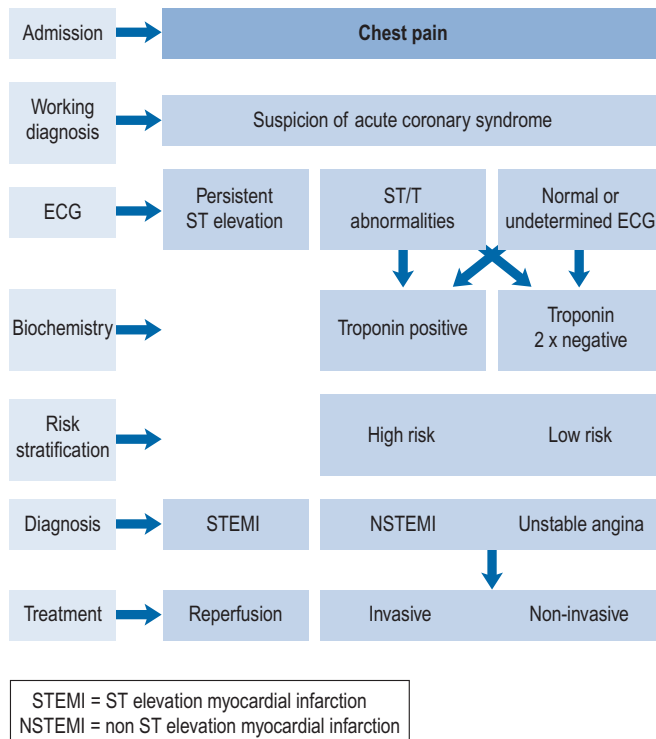 Admission
Chest pain
Working
diagnosis
Suspicion of acute coronary syndrome
ECG
Persistent
ST elevation
ST/T
abnormalities
Normal or
undetermined ECG
Biochemistry
Troponin positive
Troponin
2 x negative
Risk
stratification
High risk
Low risk
Diagnosis
STEMI
NSTEMI
Unstable angina
Treatment
Reperfusion
Invasive
Non-invasive
STEMI = ST elevation myocardial infarction
NSTEMI = non ST elevation myocardial infarction